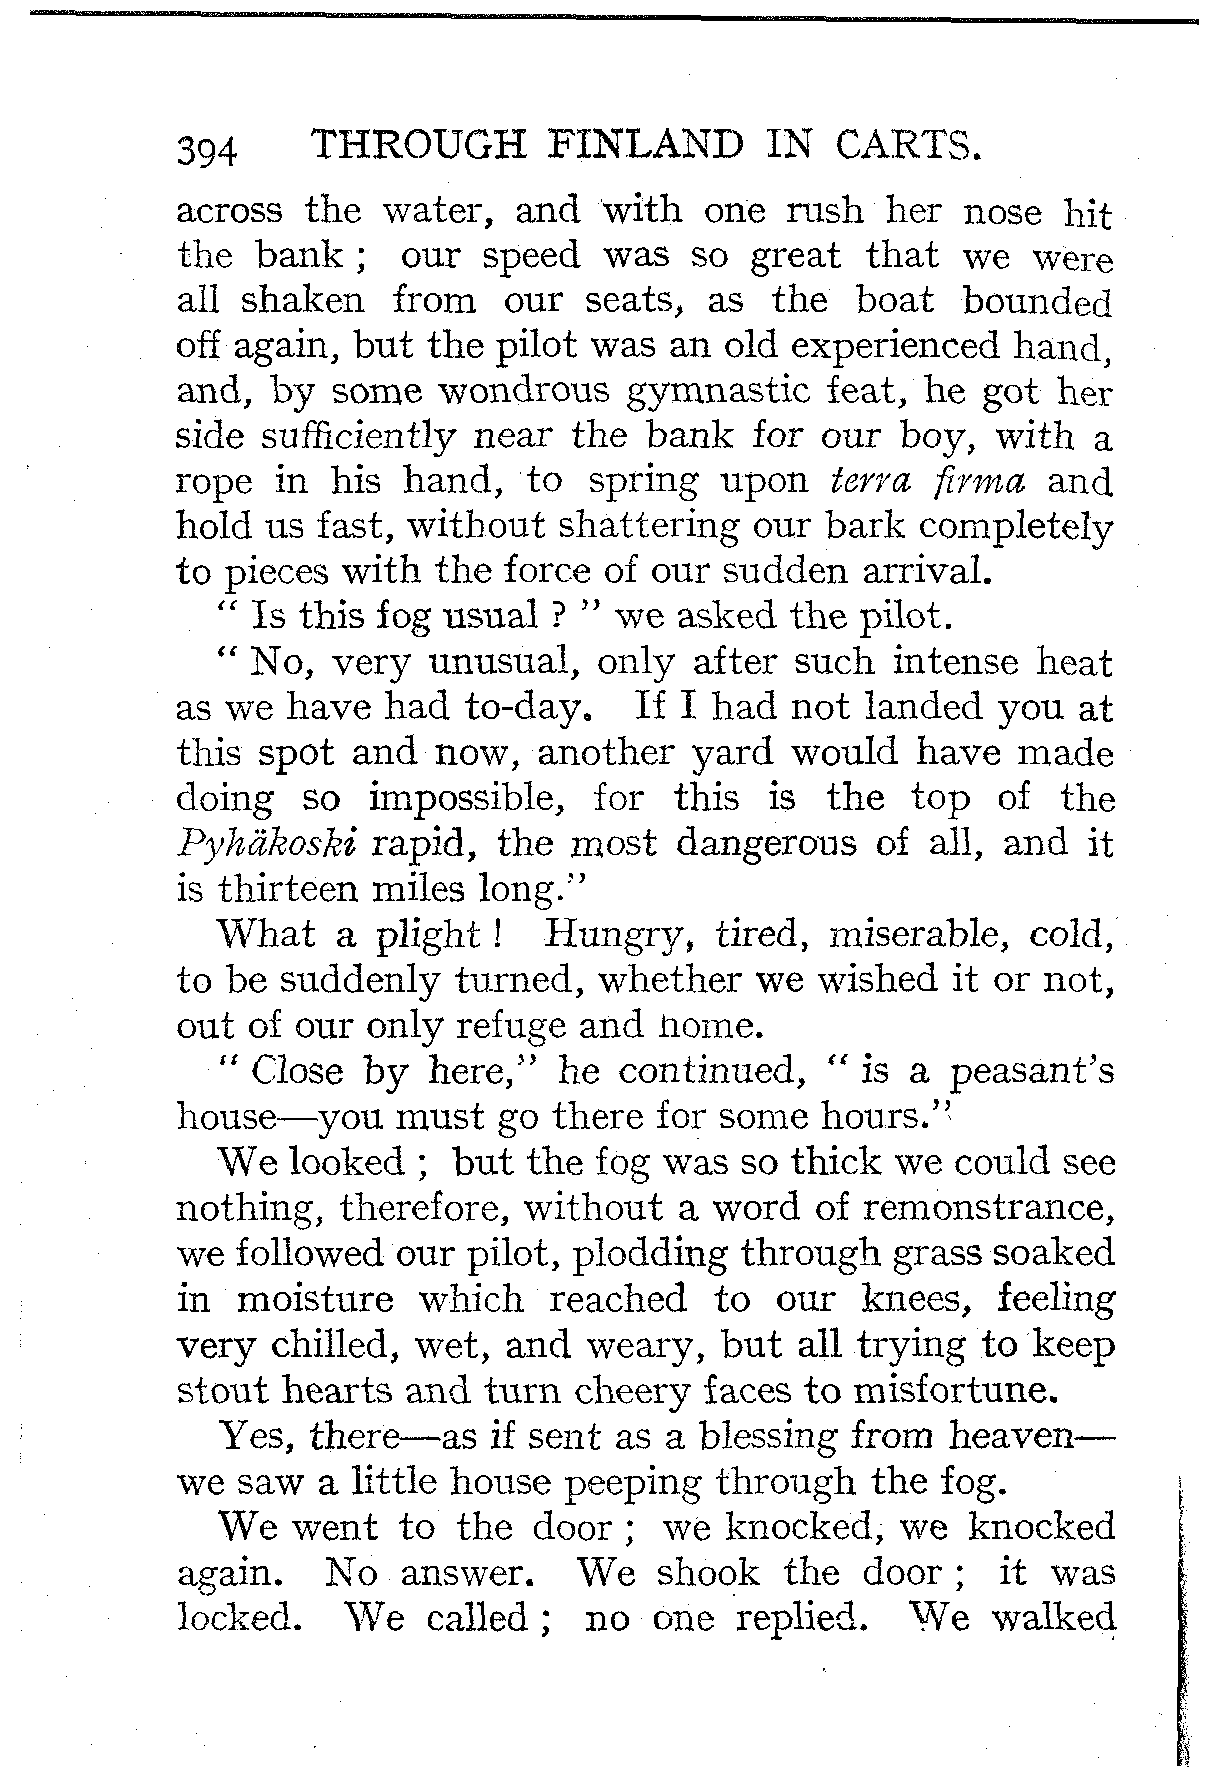 394 THROUGH FINLAND IN CARTS.
across the water, and with one rush her nose hit
the bank ; our speed was so great that we were
all shaken from our seats, as the boat bounded
off again, but the pilot was an old experienced hand,
and, by some wondrous gymnastic feat, he got her
side sufficiently near the bank for our boy, with a
rope in his hand, to spring upon terra firma and
hold us fast, without shattering our bark completely
to pieces with the force of our sudden arrival.
“ Is this fog usual ? ” we asked the pilot.
“ No, very unusual, only after such intense heat
as we have had to-day. If I had not landed you at
this spot and now, another yard would have made
doing so impossible, for this is the top of the
Pyhäkoski rapid, the most dangerous of all, and it
is thirteen miles long.”
What a plight ! Hungry, tired, miserable, cold,
to be suddenly turned, whether we wished it or not,
out of our only refuge and home.
“ Close by here,” he continued, “ is a peasant’s
house—you must go there for some hours.”
We looked ; but the fog was so thick we could see
nothing, therefore, without a word of remonstrance,
we followed our pilot, plodding through grass soaked
in moisture which reached to our knees, feeling
very chilled, wet, and weary, but all trying to keep
stout hearts and turn cheery faces to misfortune.
Yes, there—as if sent as a blessing from heaven—
we saw a little house peeping through the fog.
We went to the door ; we knocked, we knocked
again. No answer. We shook the door ; it was
locked. We called ; no one replied. We walked